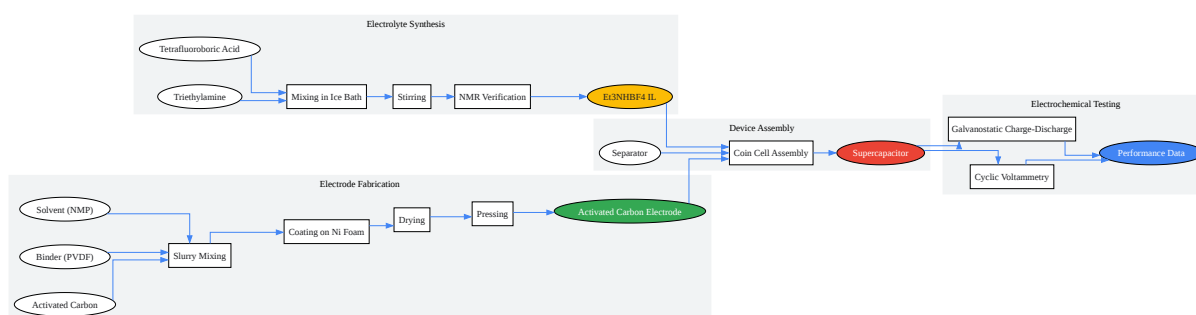 Electrolyte Synthesis
Tetrafluoroboric Acid
Triethylamine
Mixing in Ice Bath
Stirring
NMR Verification
Et3NHBF4 IL
Device Assembly
Separator
Coin Cell Assembly
Supercapacitor
Electrochemical Testing
Galvanostatic Charge-Discharge
Cyclic Voltammetry
Performance Data
Electrode Fabrication
Solvent (NMP)
Binder (PVDF)
Activated Carbon
Slurry Mixing
Coating on Ni Foam
Drying
Pressing
Activated Carbon Electrode